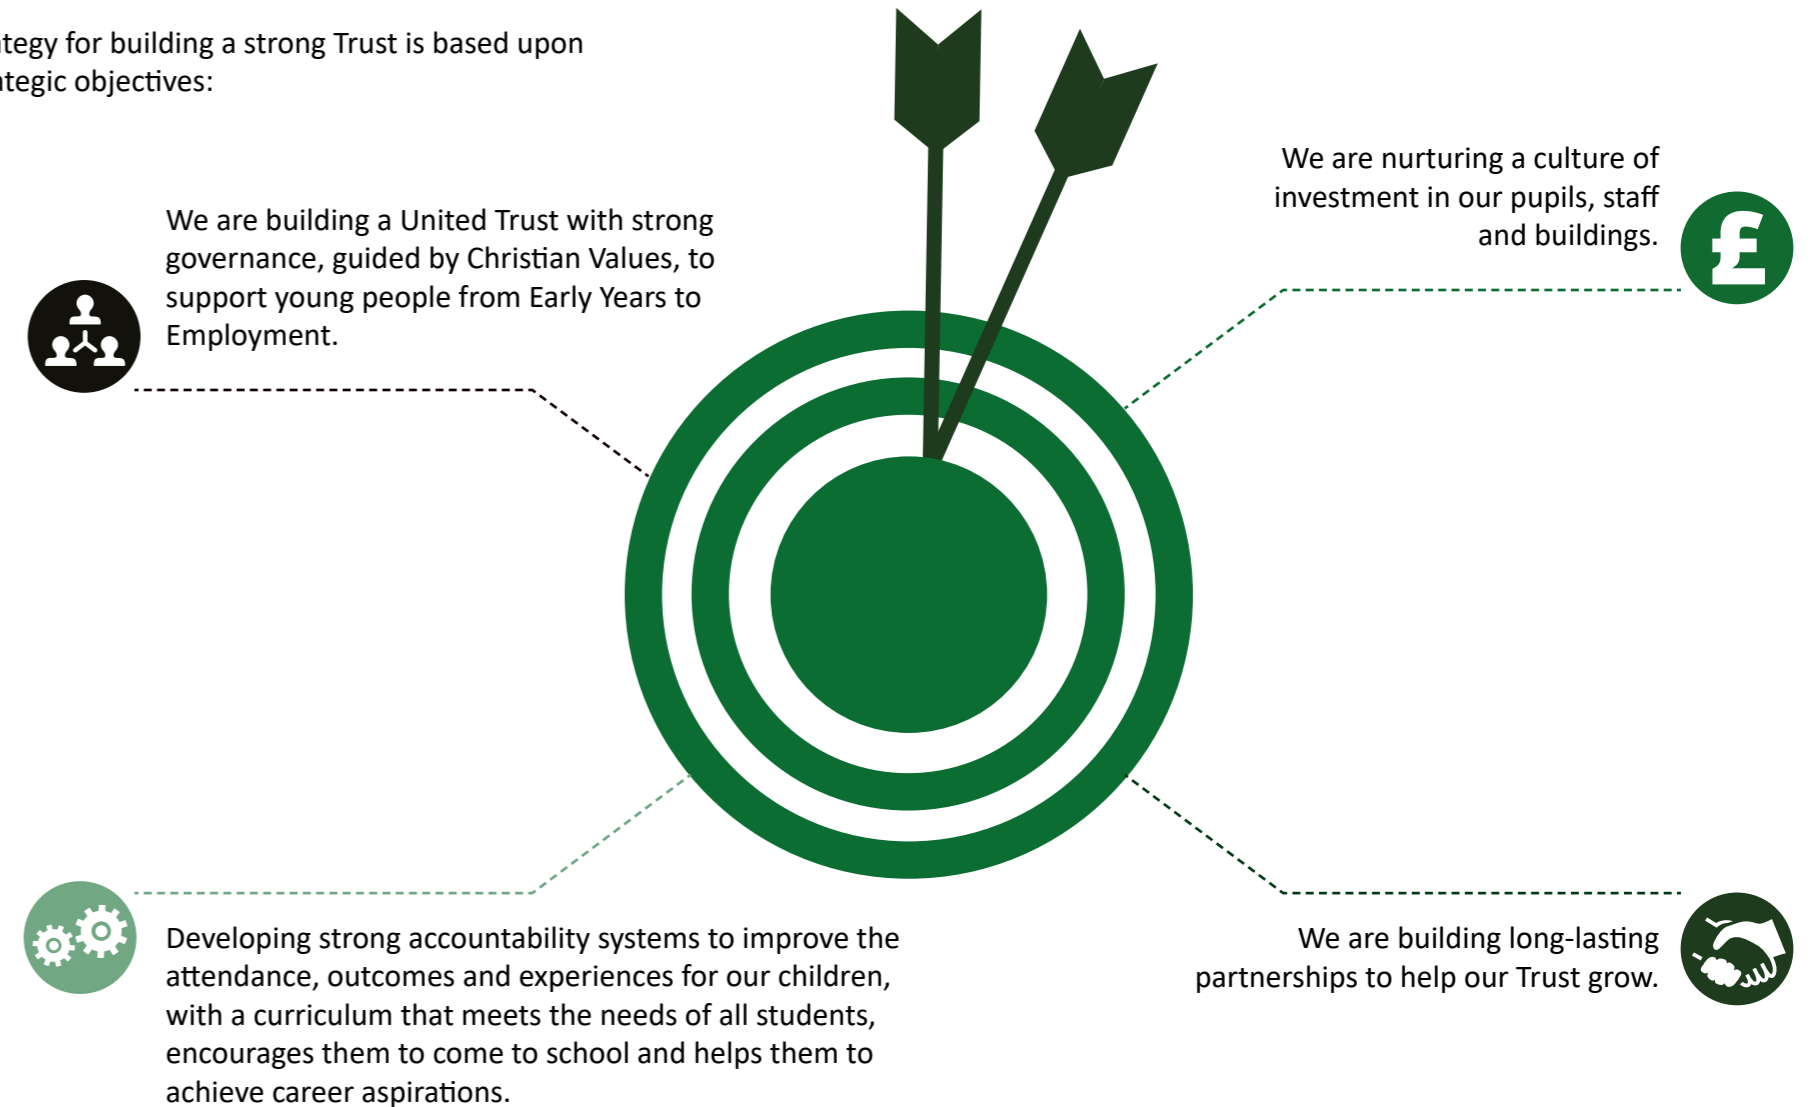 ategy for building a strong Trust is based upon
ategic objectives:
We are building a United Trust with strong
governance, guided by Christian Values, to
support young people from Early Years to
Employment.
We are nurturing a culture of
investment in our pupils, staff
and buildings.
£
Developing strong accountability systems to improve the
attendance, outcomes and experiences for our children,
with a curriculum that meets the needs of all students,
encourages them to come to school and helps them to
achieve career aspirations.
We are building long-lasting
partnerships to help our Trust grow.